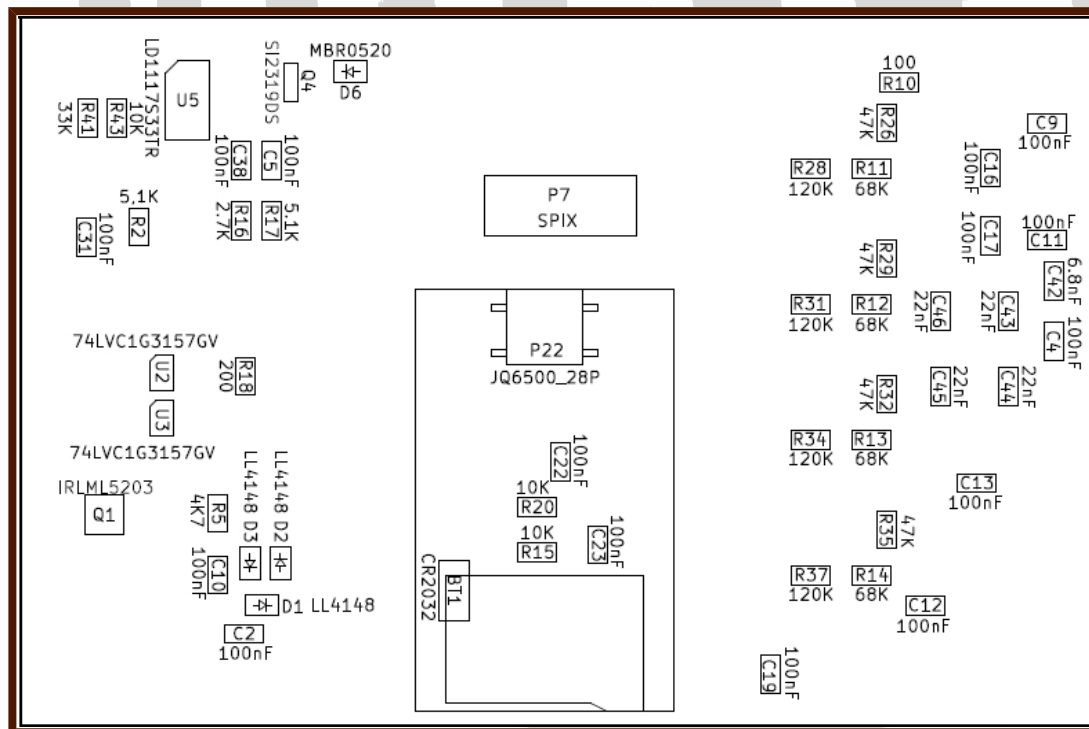 MBR0520
D6
SI2319DS
Q4
LD1117S33TR
U5
33K
R41
R43
10K
100nF
C38
C5
100nF
5,1K
R2
C31
100nF
2.7K
R16
R17
5.1K
P7
SPIX
100
R10
47K
R26
C9
100nF
R28
120K
R11
68K
100nF
C16
100nF
C17
100nF
C11
47K
R29
C42
6.8nF
R31
120K
R12
68K
22nF
C46
22nF
C43
C4
100nF
74LVC1G3157GV
U2
200
R18
U3
74LVC1G3157GV
P22
JQ6500_28P
47K
R32
C45
22nF
C44
22nF
R34
120K
R13
68K
IRLML5203
Q1
4K7
R5
LL4148 D3
LL4148 D2
C22
100nF
10K
R20
10K
R15
C23
100nF
C13
100nF
R35
47K
100nF
C10
D1 LL4148
C2
100nF
CR2032
BT1
R37
120K
R14
68K
C12
100nF
C19
100nF